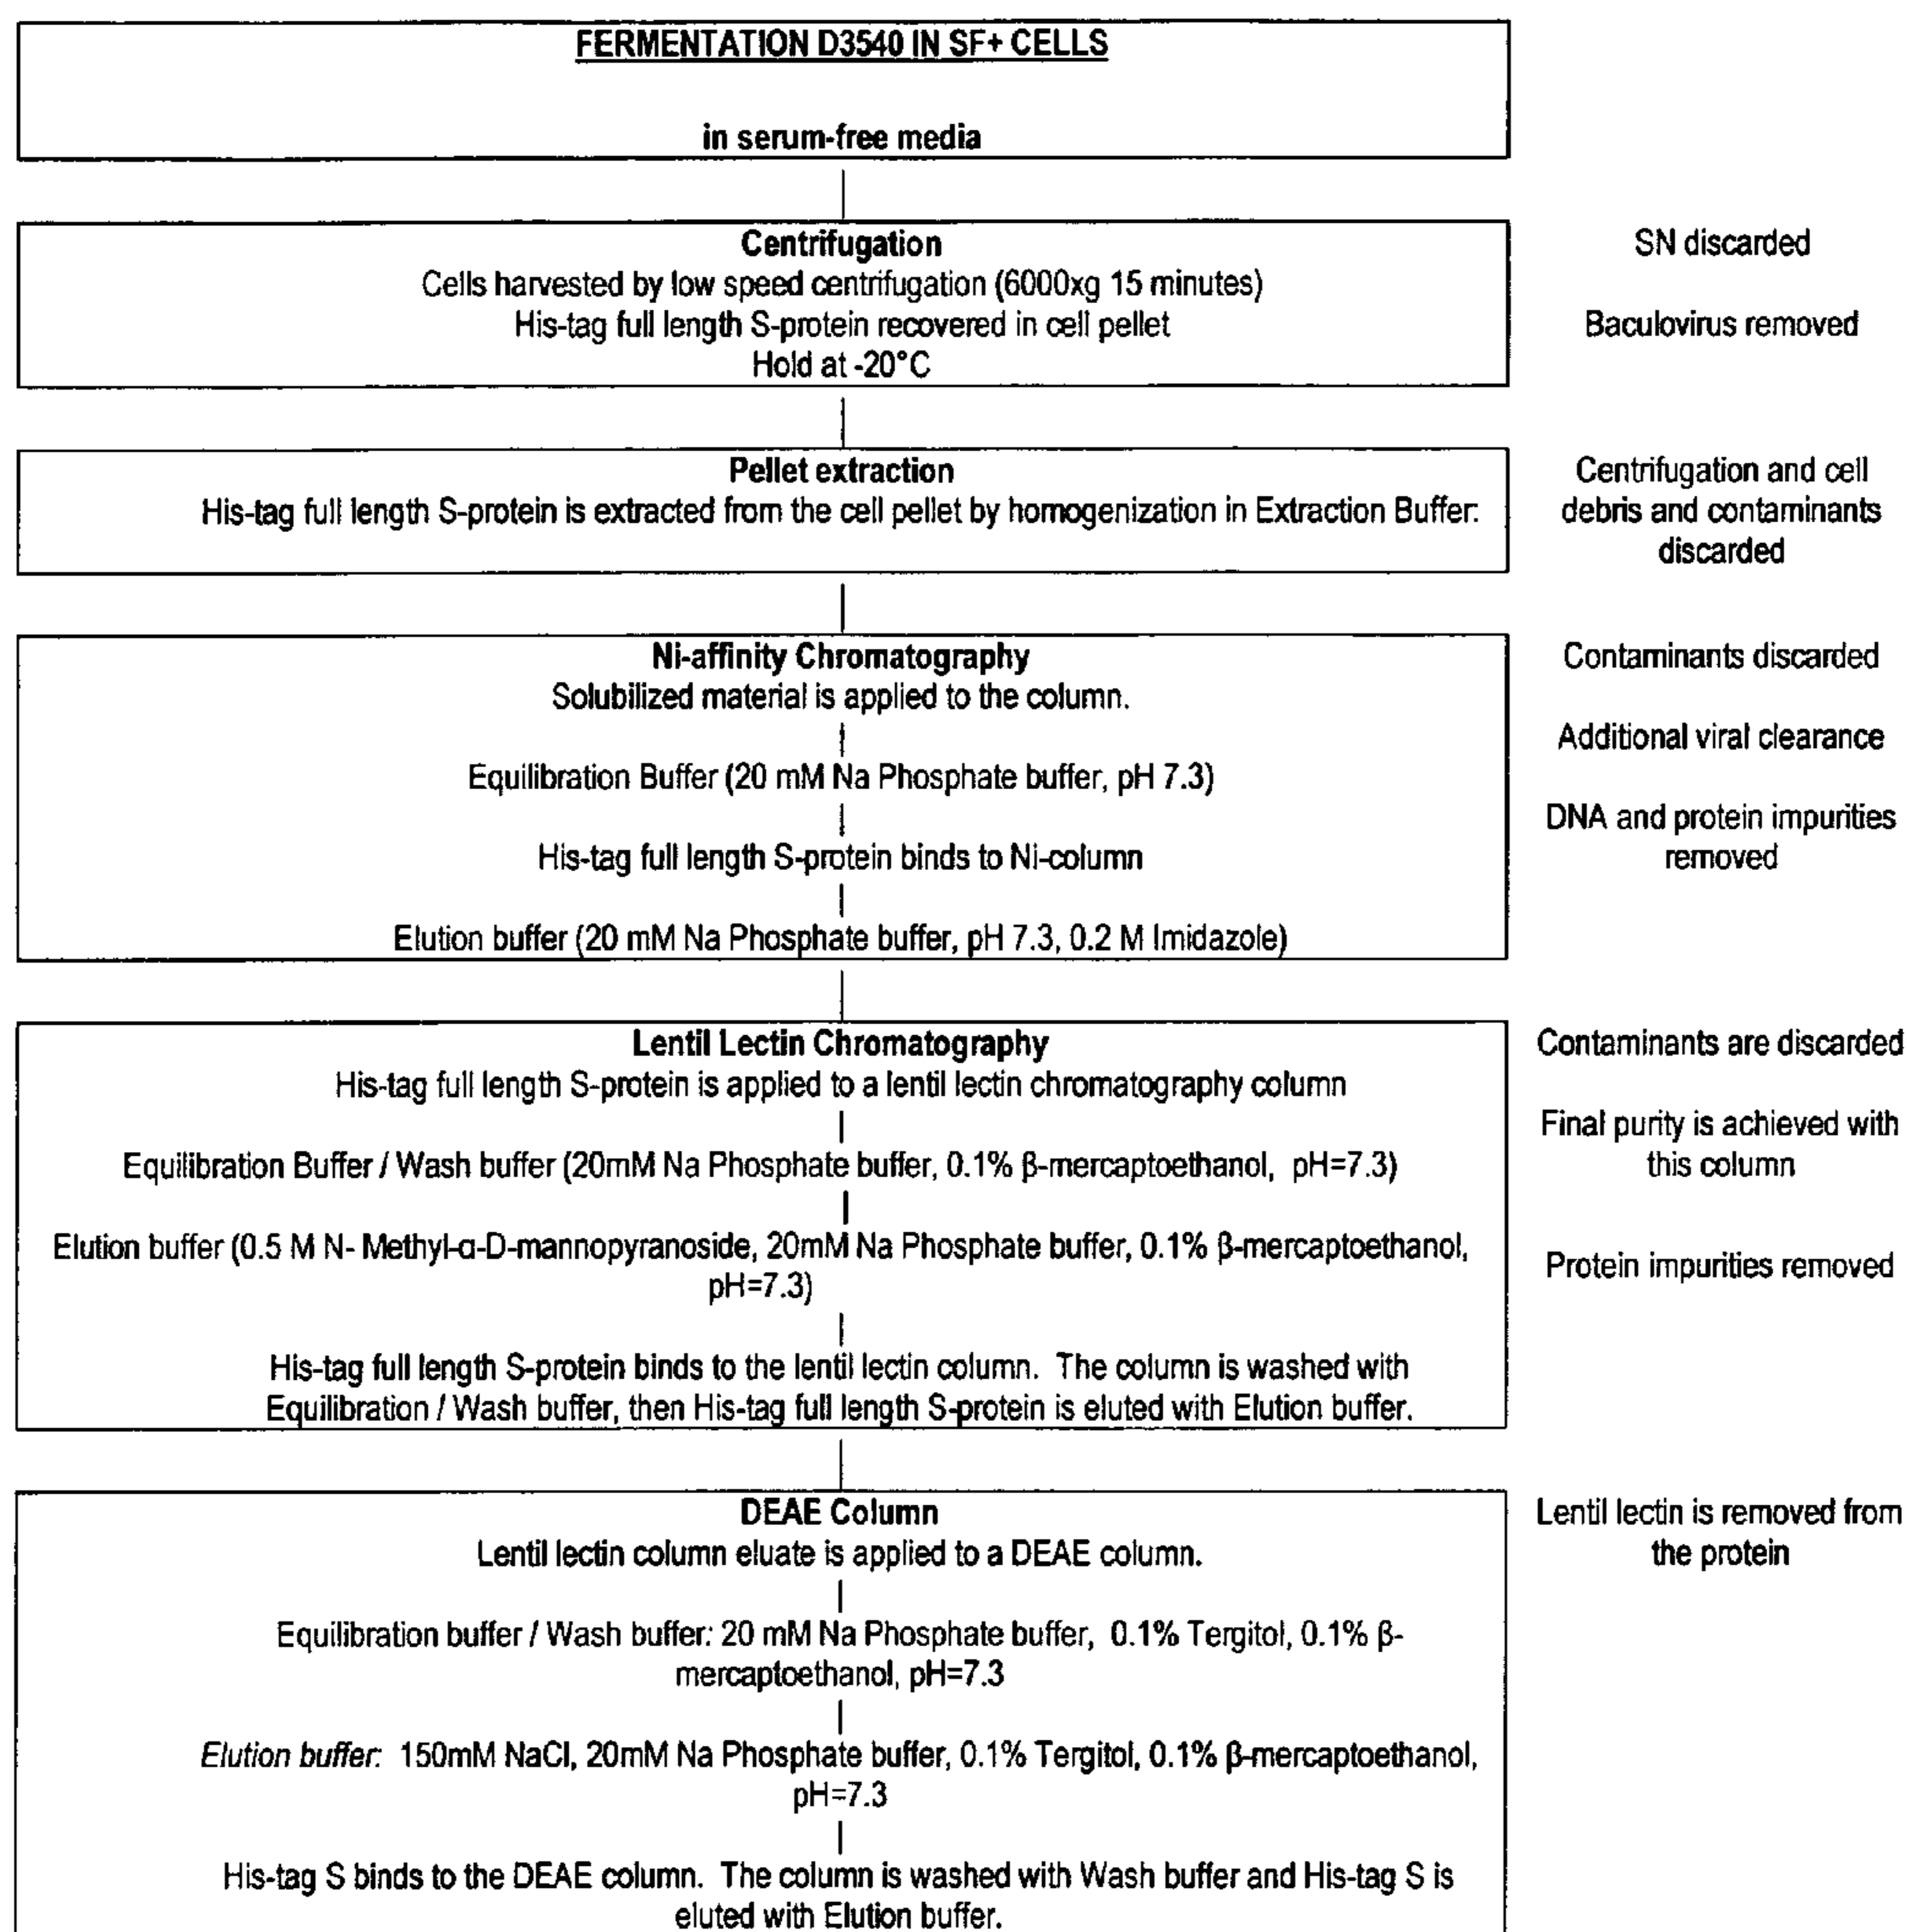 FERMENTATION D3540 IN SF+ CELLS
in serum-free media
Centrifugation
Cells harvested by low speed centrifugation (6000xg 15 minutes)
His-tag full length S-protein recovered in cell pellet
Hold at -20°C
SN discarded
Baculovirus removed
Pellet extraction
His-tag full length S-protein is extracted from the cell pellet by homogenization in Extraction Buffer:
Centrifugation and cell
debris and contaminants
discarded
Ni-affinity Chromatography
Solubilized material is applied to the column.
Equilibration Buffer (20 mM Na Phosphate buffer, pH 7.3)
His-tag full length S-protein binds to Ni-column
Elution buffer (20 mM Na Phosphate buffer, pH 7.3, 0.2 M Imidazole)
Contaminants discarded
Additional viral clearance
DNA and protein impurities
removed
Lentil Lectin Chromatography
His-tag full length S-protein is applied to a lentil lectin chromatography column
Equilibration Buffer / Wash buffer (20mM Na Phosphate buffer, 0.1% β-mercaptoethanol, pH=7.3)
Elution buffer (0.5 M N- Methyl-α-D-mannopyranoside, 20mM Na Phosphate buffer, 0.1% β-mercaptoethanol,
pH=7.3)
His-tag full length S-protein binds to the lentil lectin column. The column is washed with
Equilibration / Wash buffer, then His-tag full length S-protein is eluted with Elution buffer.
Contaminants are discarded
Final purity is achieved with
this column
Protein impurities removed
DEAE Column
Lentil lectin column eluate is applied to a DEAE column.
Equilibration buffer / Wash buffer: 20 mM Na Phosphate buffer, 0.1% Tergitol, 0.1% β-
mercaptoethanol, pH=7.3
Elution buffer: 150mM NaCl, 20mM Na Phosphate buffer, 0.1% Tergitol, 0.1% β-mercaptoethanol,
pH=7.3
His-tag S binds to the DEAE column. The column is washed with Wash buffer and His-tag S is
eluted with Elution buffer.
Lentil lectin is removed from
the protein